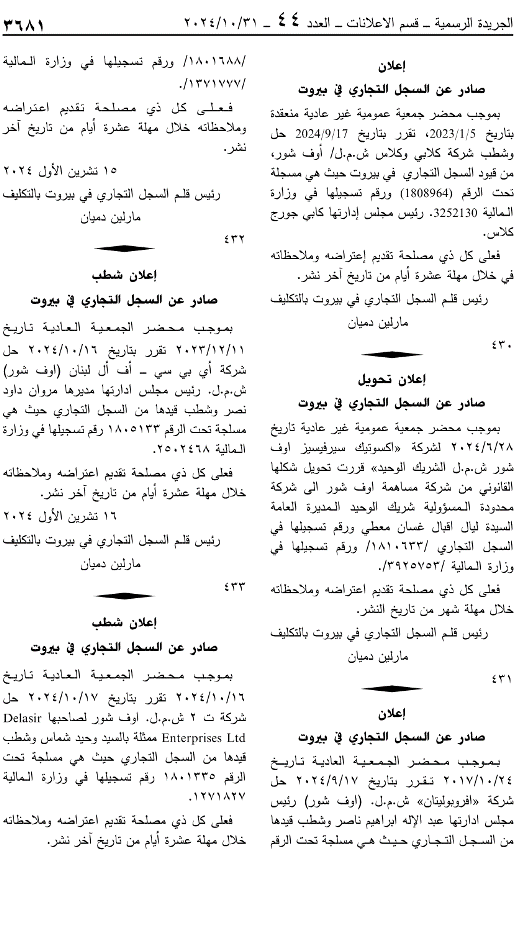 الجريدة الرسمية ــ قسم الاعلانات ــ العدد ٤٤ ــ ٢٠٢٤/١٠/٣١
٣٦٨١
إعلان
صادر عن السجل التجاري في بيروت
بموجب محضر جمعية عمومية غير عادية منعقدة
بتاريخ 2023/1/5، تقرر بتاريخ 2024/9/17 حل
وشطب شركة كلابي وكلاس ش.م.ل/ أوف شور،
من قيود السجل التجاري في بيروت حيث هي مسجلة
تحت الرقم (1808964) ورقم تسجيلها في وزارة
المالية 3252130. رئيس مجلس إدارتها كابي جورج
كلاس.
فعلى كل ذي مصلحة تقديم إعتراضه وملاحظاته
في خلال مهلة عشرة أيام من تاريخ آخر نشر.
رئيس قلم السجل التجاري في بيروت بالتكليف
مارلين دميان
٤٣٠
إعلان تحويل
صادر عن السجل التجاري في بيروت
بموجب محضر جمعية عمومية غير عادية تاريخ
٢٠٢٤/٦/٢٨ لشركة «اكسوتيك سيرفيسيز اوف
شور ش.م.ل الشريك الوحيد» قررت تحويل شكلها
القانوني من شركة مساهمة اوف شور الى شركة
محدودة المسؤولية شريك الوحيد المديرة العامة
السيدة ليال اقبال غسان معطي ورقم تسجيلها في
السجل التجاري /١٨١٠٦٣٣/ ورقم تسجيلها في
وزارة المالية /٣٩٢٥٧٥٣/.
فعلى كل ذي مصلحة تقديم اعتراضه وملاحظاته
خلال مهلة شهر من تاريخ النشر.
رئيس قلم السجل التجاري في بيروت بالتكليف
مارلين دميان
٤٣١
إعلان
صادر عن السجل التجاري في بيروت
بموجب محضر الجمعية العادية تاريخ
٢٠١٧/١٠/٢٤ تقرر بتاريخ ٢٠٢٤/٩/١٧ حل
شركة «افروبوليتان» ش.م.ل. (اوف شور) رئيس
مجلس ادارتها عبد الإله ابراهيم ناصر وشطب قيدها
من السجل التجاري حيث هي مسلجة تحت الرقم
/١٨٠١٦٨٨/ ورقم تسجيلها في وزارة المالية
/١٣٧١٧٧٧/.
فعلى كل ذي مصلحة تقديم اعتراضه
وملاحظاته خلال مهلة عشرة أيام من تاريخ آخر
نشر.
١٥ تشرين الأول ٢٠٢٤
رئيس قلم السجل التجاري في بيروت بالتكليف
مارلين دميان
٤٣٢
إعلان شطب
صادر عن السجل التجاري في بيروت
بموجب محضر الجمعية العادية تاريخ
٢٠٢٣/١٢/١١ تقرر بتاريخ ٢٠٢٤/١٠/١٦ حل
شركة أي بي سي ــ أف أل لبنان (اوف شور)
ش.م.ل. رئيس مجلس ادارتها مديرها مروان داود
نصر وشطب قيدها من السجل التجاري حيث هي
مسلجة تحت الرقم ١٨٠٥١٣٣ رقم تسجيلها في وزارة
المالية ٢٥٠٢٤٦٨.
فعلى كل ذي مصلحة تقديم اعتراضه وملاحظاته
خلال مهلة عشرة أيام من تاريخ آخر نشر.
١٦ تشرين الأول ٢٠٢٤
رئيس قلم السجل التجاري في بيروت بالتكليف
مارلين دميان
٤٣٣
إعلان شطب
صادر عن السجل التجاري في بيروت
بموجب محضر الجمعية العادية تاريخ
٢٠٢٤/١٠/١٦ تقرر بتاريخ ٢٠٢٤/١٠/١٧ حل
شركة ت ٢ ش.م.ل. اوف شور لصاحبها Delasir
Enterprises Ltd ممثلة بالسيد وحيد شماس وشطب
قيدها من السجل التجاري حيث هي مسلجة تحت
الرقم ١٨٠١٣٣٥ رقم تسجيلها في وزارة المالية
١٢٧١٨٢٧.
فعلى كل ذي مصلحة تقديم اعتراضه وملاحظاته
خلال مهلة عشرة أيام من تاريخ آخر نشر.